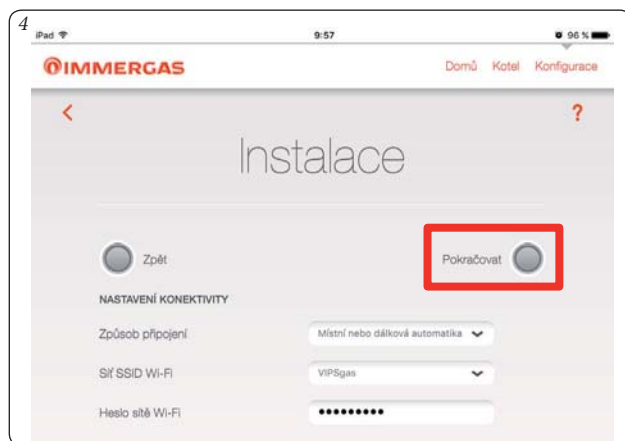 4
iPad 9:57 96 %
IMMERGAS Domů Kotel Konfigurace
< ?
Instalace
Zpět Pokračovat
NASTAVENÍ KONEKTIVITY
Způsob připojení Místní nebo dálková automatika
Síť SSID Wi-Fi VIPSgas
Heslo sítě Wi-Fi •••••••••